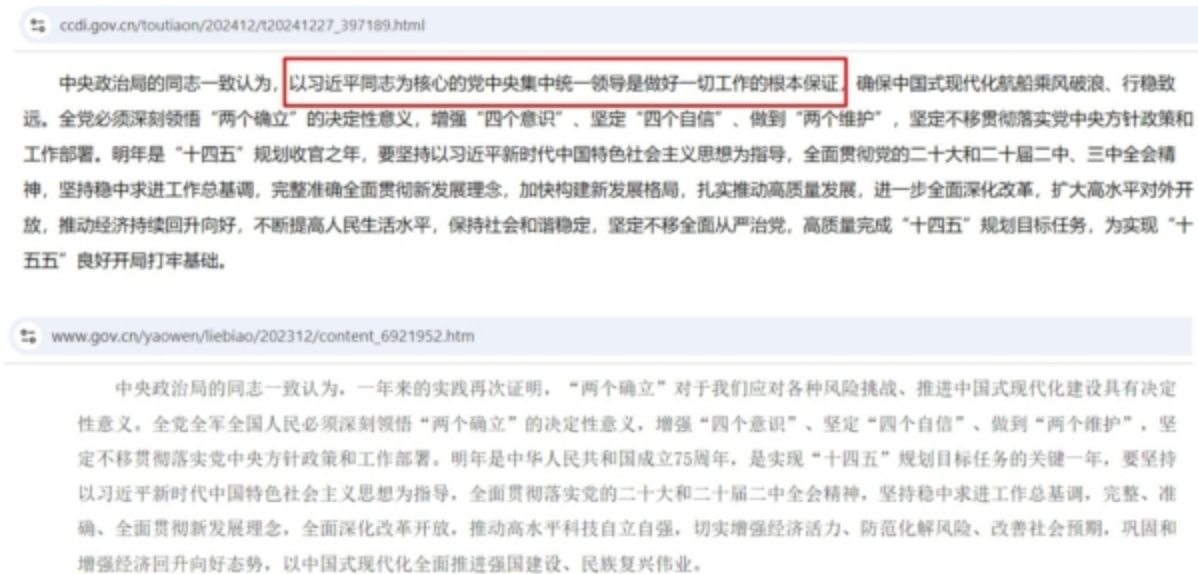 ccdi.gov.cn/toutiaon/202412/t20241227_397189.html
中央政治局的同志一致认为，以习近平同志为核心的党中央集中统一领导是做好一切工作的根本保证，确保中国式现代化航船乘风破浪、行稳致
远。全党必须深刻领悟“两个确立”的决定性意义，增强“四个意识”、坚定“四个自信”、做到“两个维护”，坚定不移贯彻落实党中央方针政策和
工作部署。明年是“十四五”规划收官之年，要坚持以习近平新时代中国特色社会主义思想为指导，全面贯彻党的二十大和二十届二中、三中全会精
神，坚持稳中求进工作总基调，完整准确全面贯彻新发展理念，加快构建新发展格局，扎实推动高质量发展，进一步全面深化改革，扩大高水平对外开
放，推动经济持续回升向好，不断提高人民生活水平，保持社会和谐稳定，坚定不移全面从严治党，高质量完成“十四五”规划目标任务，为实现“十
五五”良好开局打牢基础。
www.gov.cn/yaowen/liebiao/202312/content_6921952.htm
中央政治局的同志一致认为，一年来的实践再次证明，“两个确立”对于我们应对各种风险挑战、推进中国式现代化建设具有决定
性意义。全党全军全国人民必须深刻领悟“两个确立”的决定性意义，增强“四个意识”、坚定“四个自信”、做到“两个维护”，坚
定不移贯彻落实党中央方针政策和工作部署。明年是中华人民共和国成立75周年，是实现“十四五”规划目标任务的关键一年，要坚持
以习近平新时代中国特色社会主义思想为指导，全面贯彻落实党的二十大和二十届二中全会精神，坚持稳中求进工作总基调，完整、准
确、全面贯彻新发展理念，全面深化改革开放，推动高水平科技自立自强，切实增强经济活力、防范化解风险、改善社会预期，巩固和
增强经济回升向好态势，以中国式现代化全面推进强国建设、民族复兴伟业。